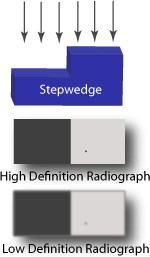 Stepwedge
High Definition Radiograph
Low Definition Radiograph